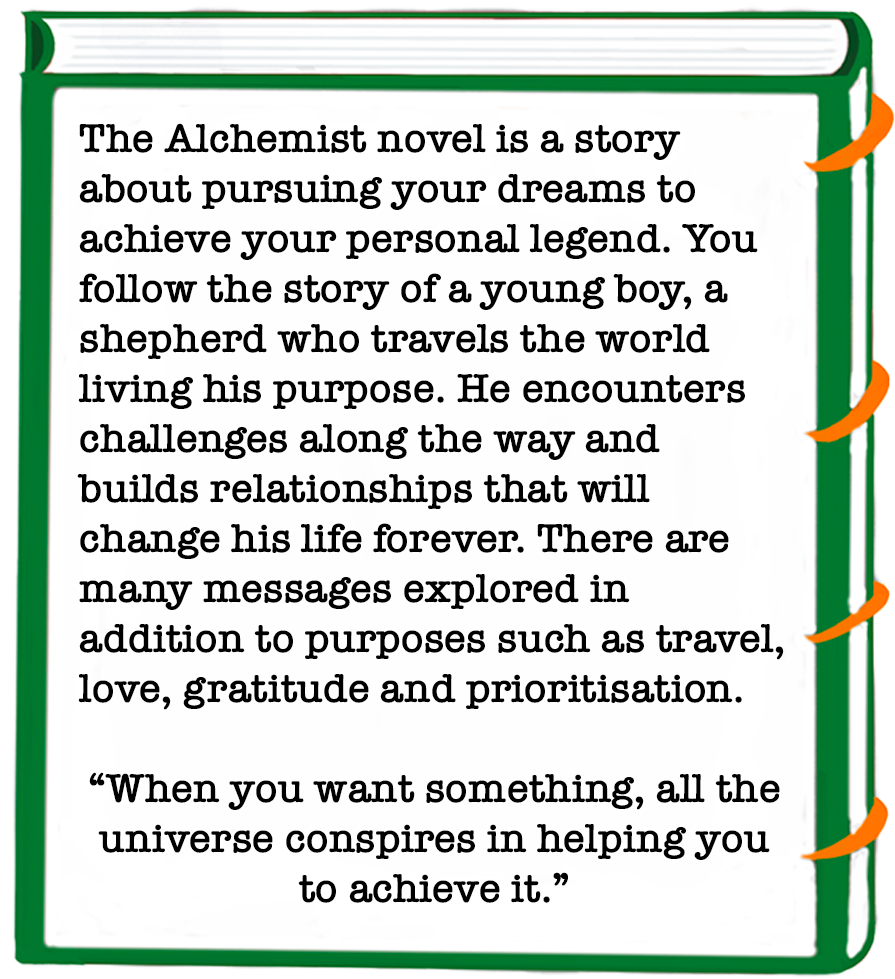 The Alchemist novel is a story
about pursuing your dreams to
achieve your personal legend. You
follow the story of a young boy, a
shepherd who travels the world
living his purpose. He encounters
challenges along the way and
builds relationships that will
change his life forever. There are
many messages explored in
addition to purposes such as travel,
love, gratitude and prioritisation.
“When you want something, all the
universe conspires in helping you
to achieve it.”